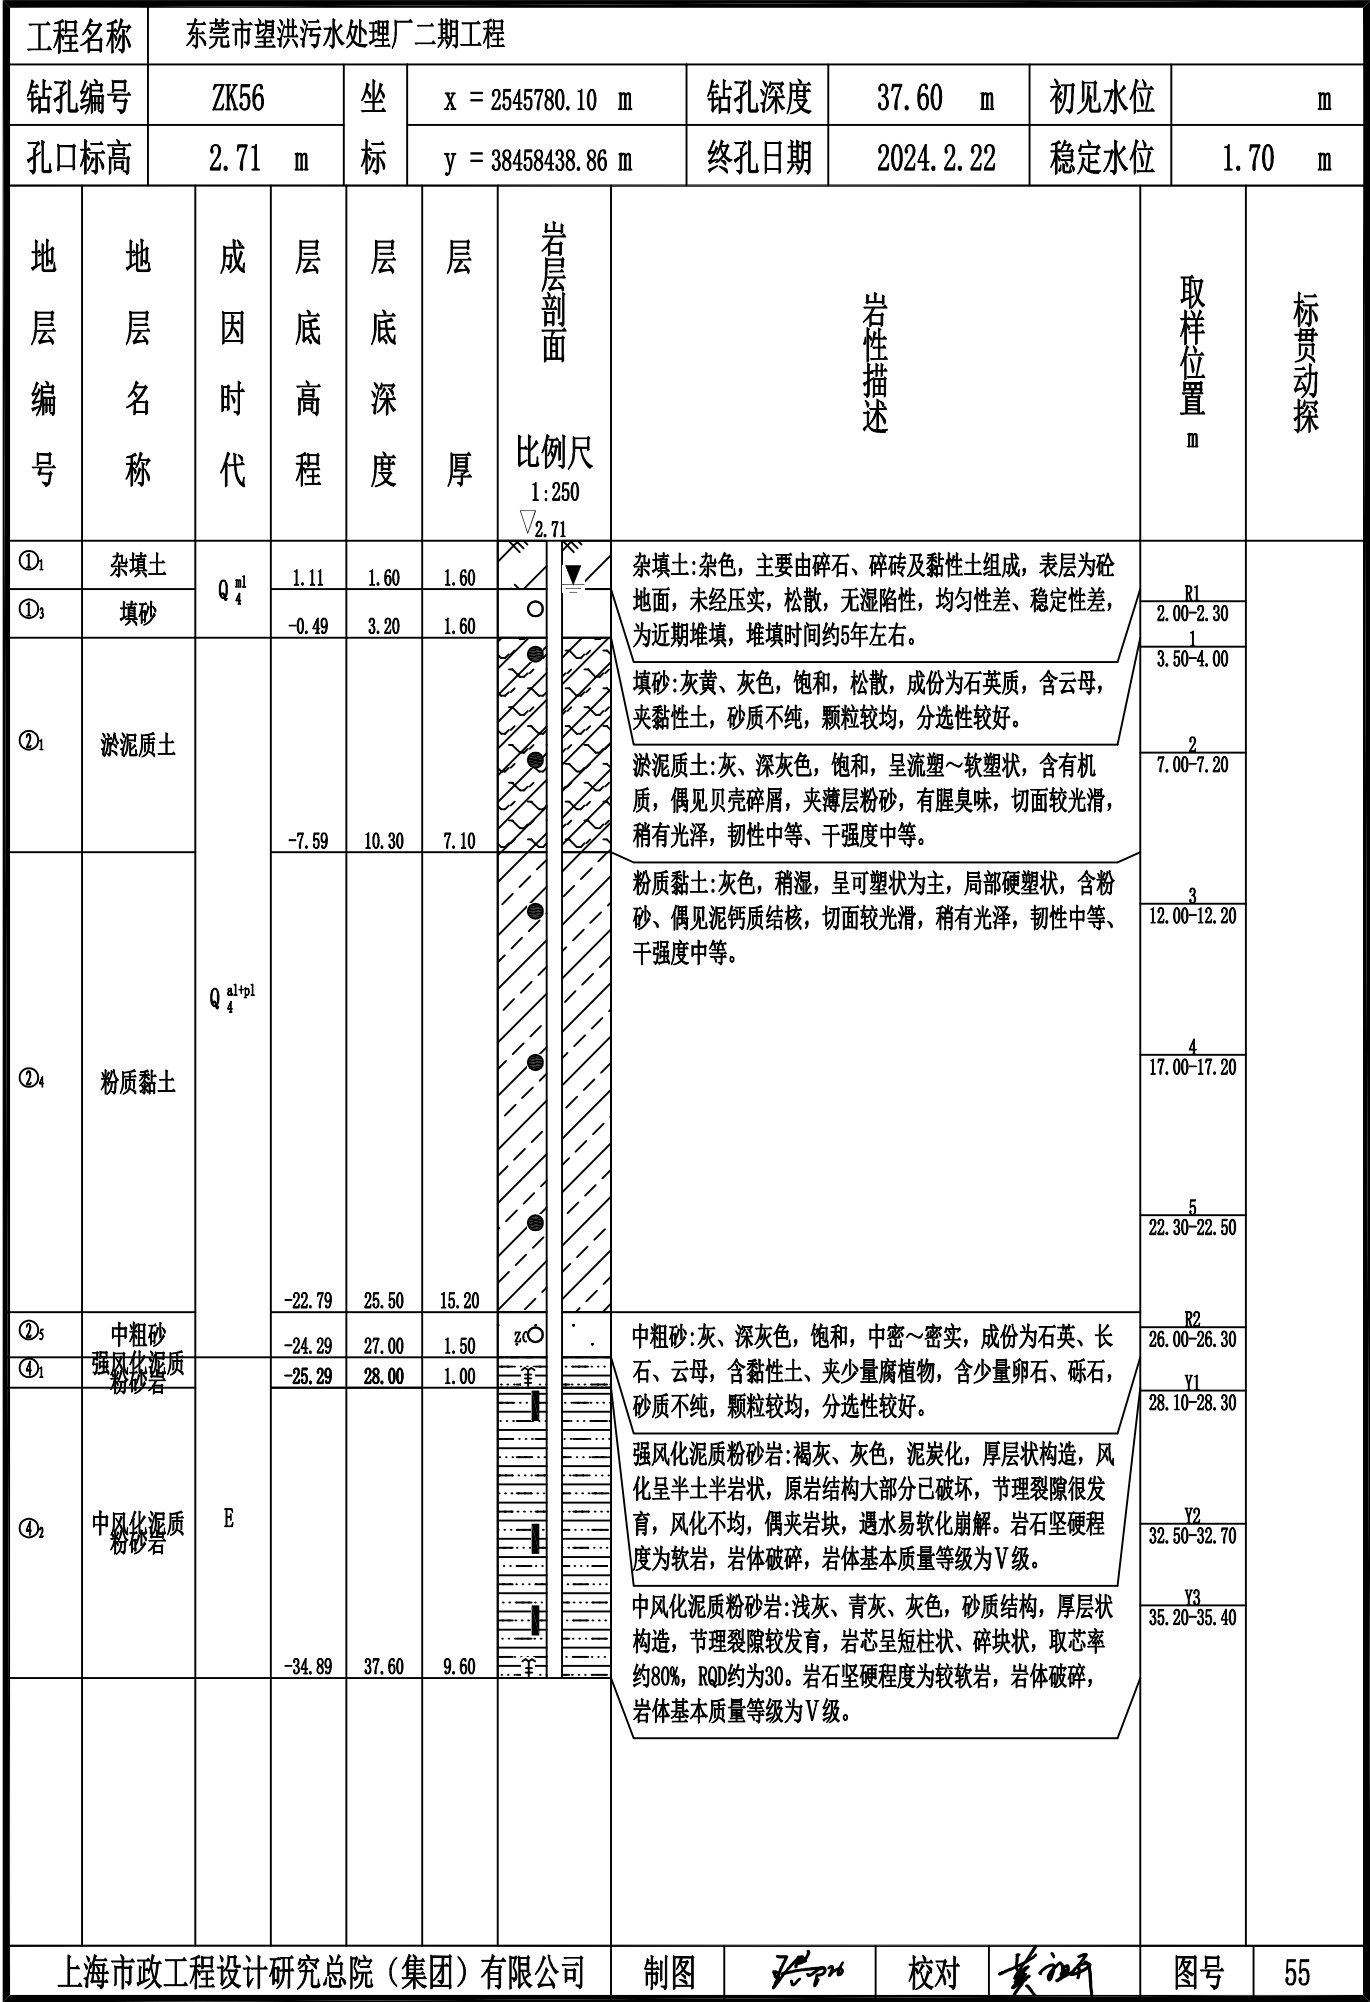 工程名称 东莞市望洪污水处理厂二期工程
钻孔编号 ZK56 坐标 x = 2545780.10 m 钻孔深度 37.60 m 初见水位 m
孔口标高 2.71 m y = 38458438.86 m 终孔日期 2024.2.22 稳定水位 1.70 m
地层编号 地层名称 成因时代 层底高程 层底深度 层厚 岩层剖面 比例尺 1:250 岩性描述 取样位置 m 标贯动探
2.71
①1 杂填土 Q4 ml 1.11 1.60 1.60
①3 填砂 -0.49 3.20 1.60
②1 淤泥质土 -7.59 10.30 7.10
②4 粉质黏土 Q4 al+pl -22.79 25.50 15.20
②5 中粗砂 -24.29 27.00 1.50
④1 强风化泥质粉砂岩 -25.29 28.00 1.00
④2 中风化泥质粉砂岩 E -34.89 37.60 9.60
杂填土:杂色，主要由碎石、碎砖及黏性土组成，表层为砼
地面，未经压实，松散，无湿陷性，均匀性差、稳定性差，
为近期堆填，堆填时间约5年左右。
填砂:灰黄、灰色，饱和，松散，成份为石英质，含云母，
夹黏性土，砂质不纯，颗粒较均，分选性较好。
淤泥质土:灰、深灰色，饱和，呈流塑～软塑状，含有机
质，偶见贝壳碎屑，夹薄层粉砂，有腥臭味，切面较光滑，
稍有光泽，韧性中等、干强度中等。
粉质黏土:灰色，稍湿，呈可塑状为主，局部硬塑状，含粉
砂、偶见泥钙质结核，切面较光滑，稍有光泽，韧性中等、
干强度中等。
中粗砂:灰、深灰色，饱和，中密～密实，成份为石英、长
石、云母，含黏性土、夹少量腐植物，含少量卵石、砾石，
砂质不纯，颗粒较均，分选性较好。
强风化泥质粉砂岩:褐灰、灰色，泥炭化，厚层状构造，风
化呈半土半岩状，原岩结构大部分已破坏，节理裂隙很发
育，风化不均，偶夹岩块，遇水易软化崩解。岩石坚硬程
度为软岩，岩体破碎，岩体基本质量等级为Ⅴ级。
中风化泥质粉砂岩:浅灰、青灰、灰色，砂质结构，厚层状
构造，节理裂隙较发育，岩芯呈短柱状、碎块状，取芯率
约80%，RQD约为30。岩石坚硬程度为较软岩，岩体破碎，
岩体基本质量等级为Ⅴ级。
R1
2.00-2.30
1
3.50-4.00
2
7.00-7.20
3
12.00-12.20
4
17.00-17.20
5
22.30-22.50
R2
26.00-26.30
Y1
28.10-28.30
Y2
32.50-32.70
Y3
35.20-35.40
上海市政工程设计研究总院（集团）有限公司 制图 校对 图号 55